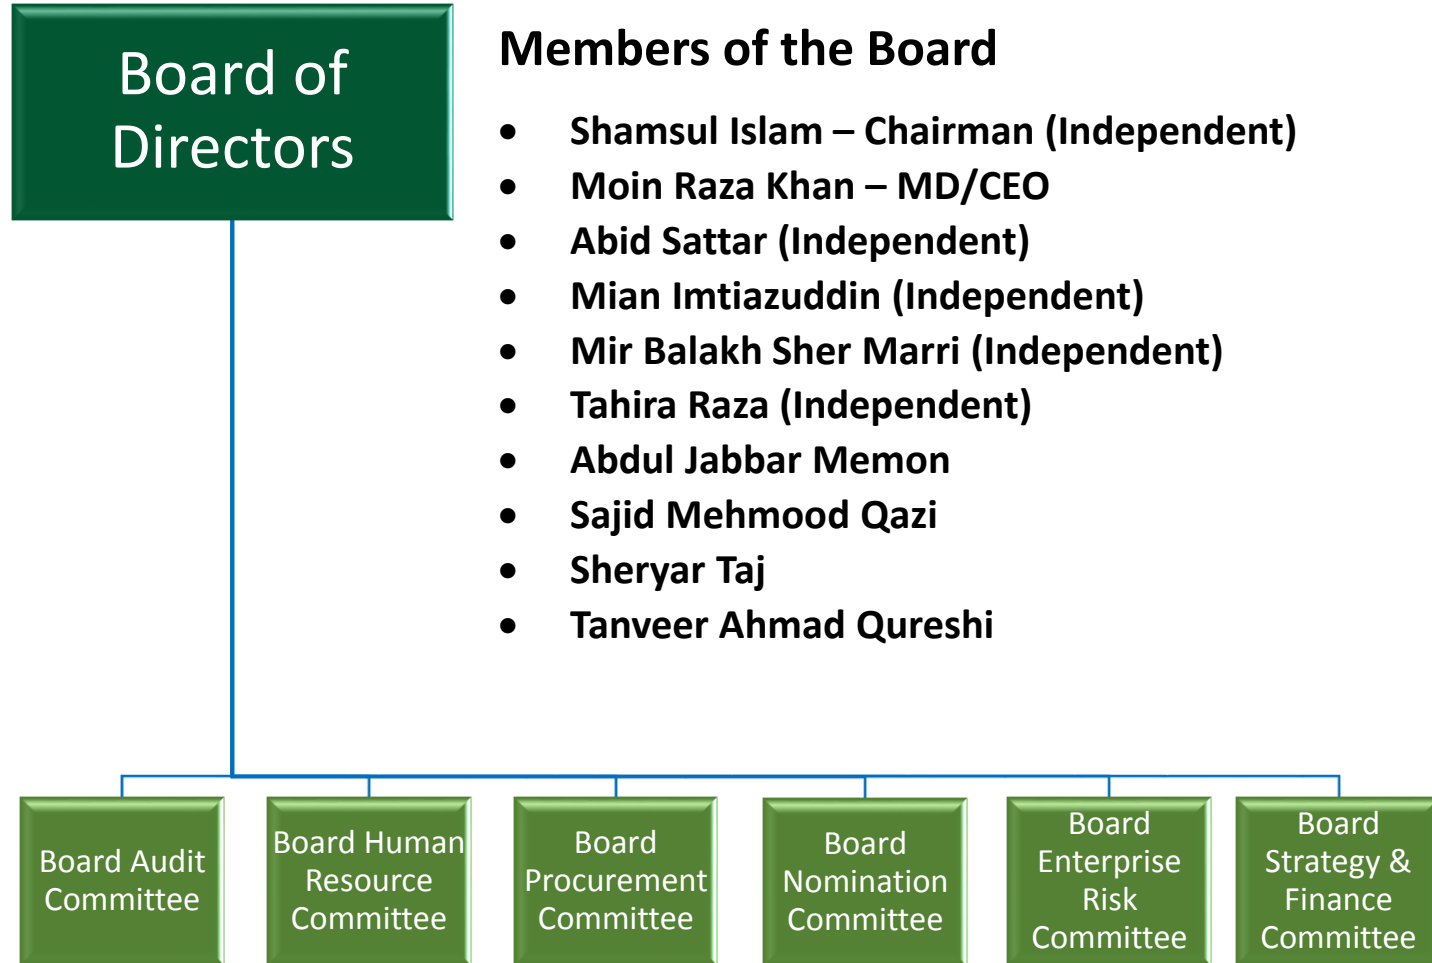 Board of
Directors
Members of the Board
• Shamsul Islam – Chairman (Independent)
• Moin Raza Khan – MD/CEO
• Abid Sattar (Independent)
• Mian Imtiazuddin (Independent)
• Mir Balakh Sher Marri (Independent)
• Tahira Raza (Independent)
• Abdul Jabbar Memon
• Sajid Mehmood Qazi
• Sheryar Taj
• Tanveer Ahmad Qureshi
Board Audit
Committee
Board Human
Resource
Committee
Board
Procurement
Committee
Board
Nomination
Committee
Board
Enterprise
Risk
Committee
Board
Strategy &
Finance
Committee